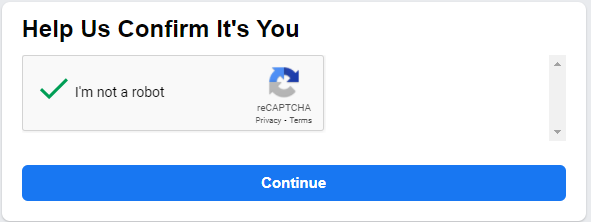 Help Us Confirm It's You
I'm not a robot
reCAPTCHA
Privacy • Terms
Continue